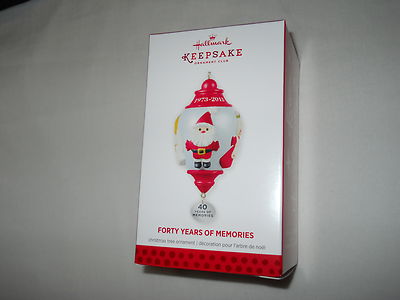 Hallmark
KEEPSAKE
ORNAMENT CLUB
1973-2013
40
YEARS OF
MEMORIES
FORTY YEARS OF MEMORIES
christmas tree ornament | décoration pour l'arbre de noël